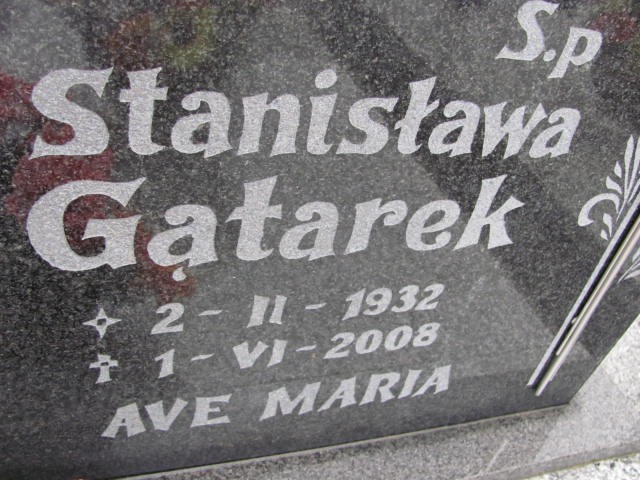 S.p
Stanisława
Gątarek
2 - II - 1932
1 - VI - 2008
AVE MARIA